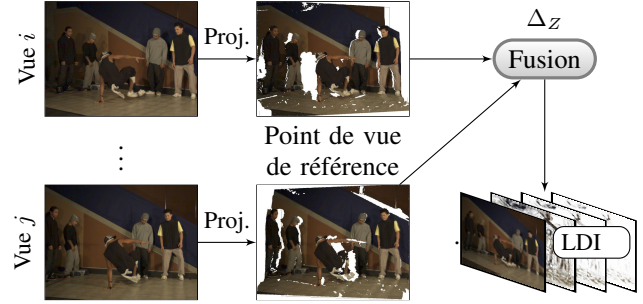 Vue i
Proj.
Δ_Z
Fusion
Point de vue
de référence
Vue j
Proj.
LDI